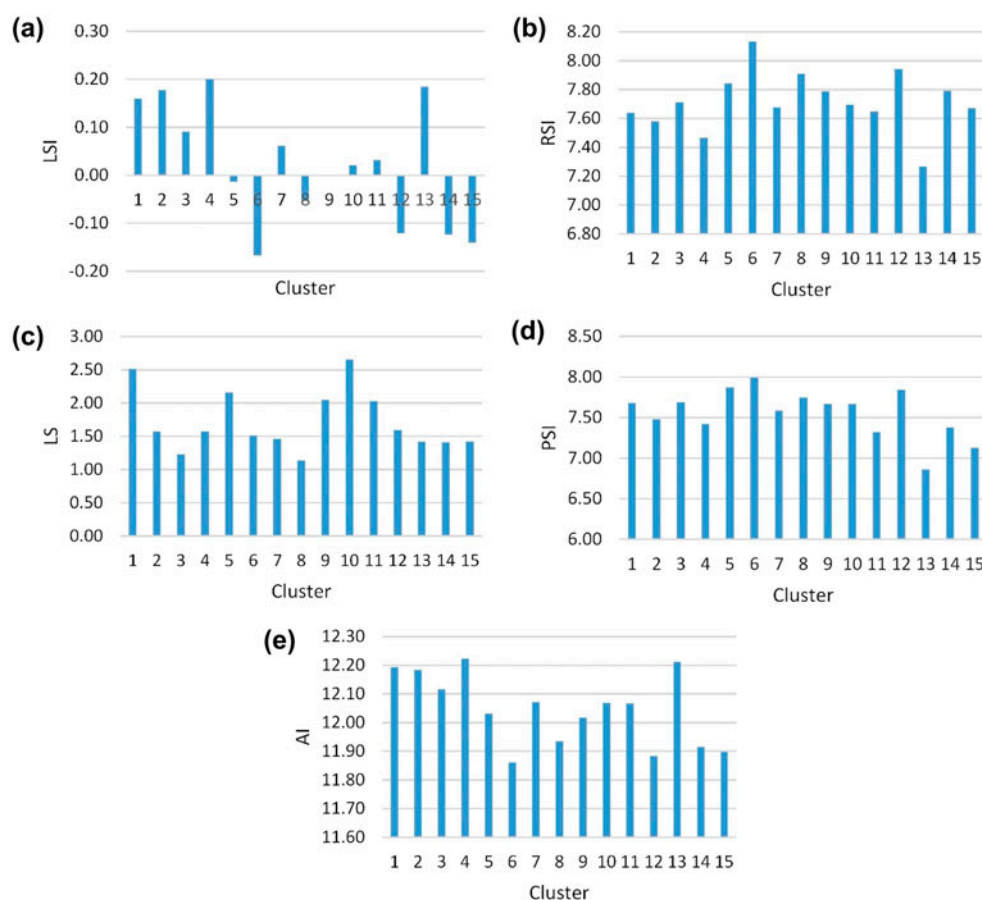 (a)
0.30
0.20
0.10
0.00
-0.10
-0.20
LSI
1 2 3 4 5 6 7 8 9 10 11 12 13 14 15
Cluster
(b)
8.20
8.00
7.80
7.60
7.40
7.20
7.00
6.80
RSI
1 2 3 4 5 6 7 8 9 10 11 12 13 14 15
Cluster
(c)
3.00
2.50
2.00
1.50
1.00
0.50
0.00
LS
1 2 3 4 5 6 7 8 9 10 11 12 13 14 15
Cluster
(d)
8.50
8.00
7.50
7.00
6.50
6.00
PSI
1 2 3 4 5 6 7 8 9 10 11 12 13 14 15
Cluster
(e)
12.30
12.20
12.10
12.00
11.90
11.80
11.70
11.60
AI
1 2 3 4 5 6 7 8 9 10 11 12 13 14 15
Cluster